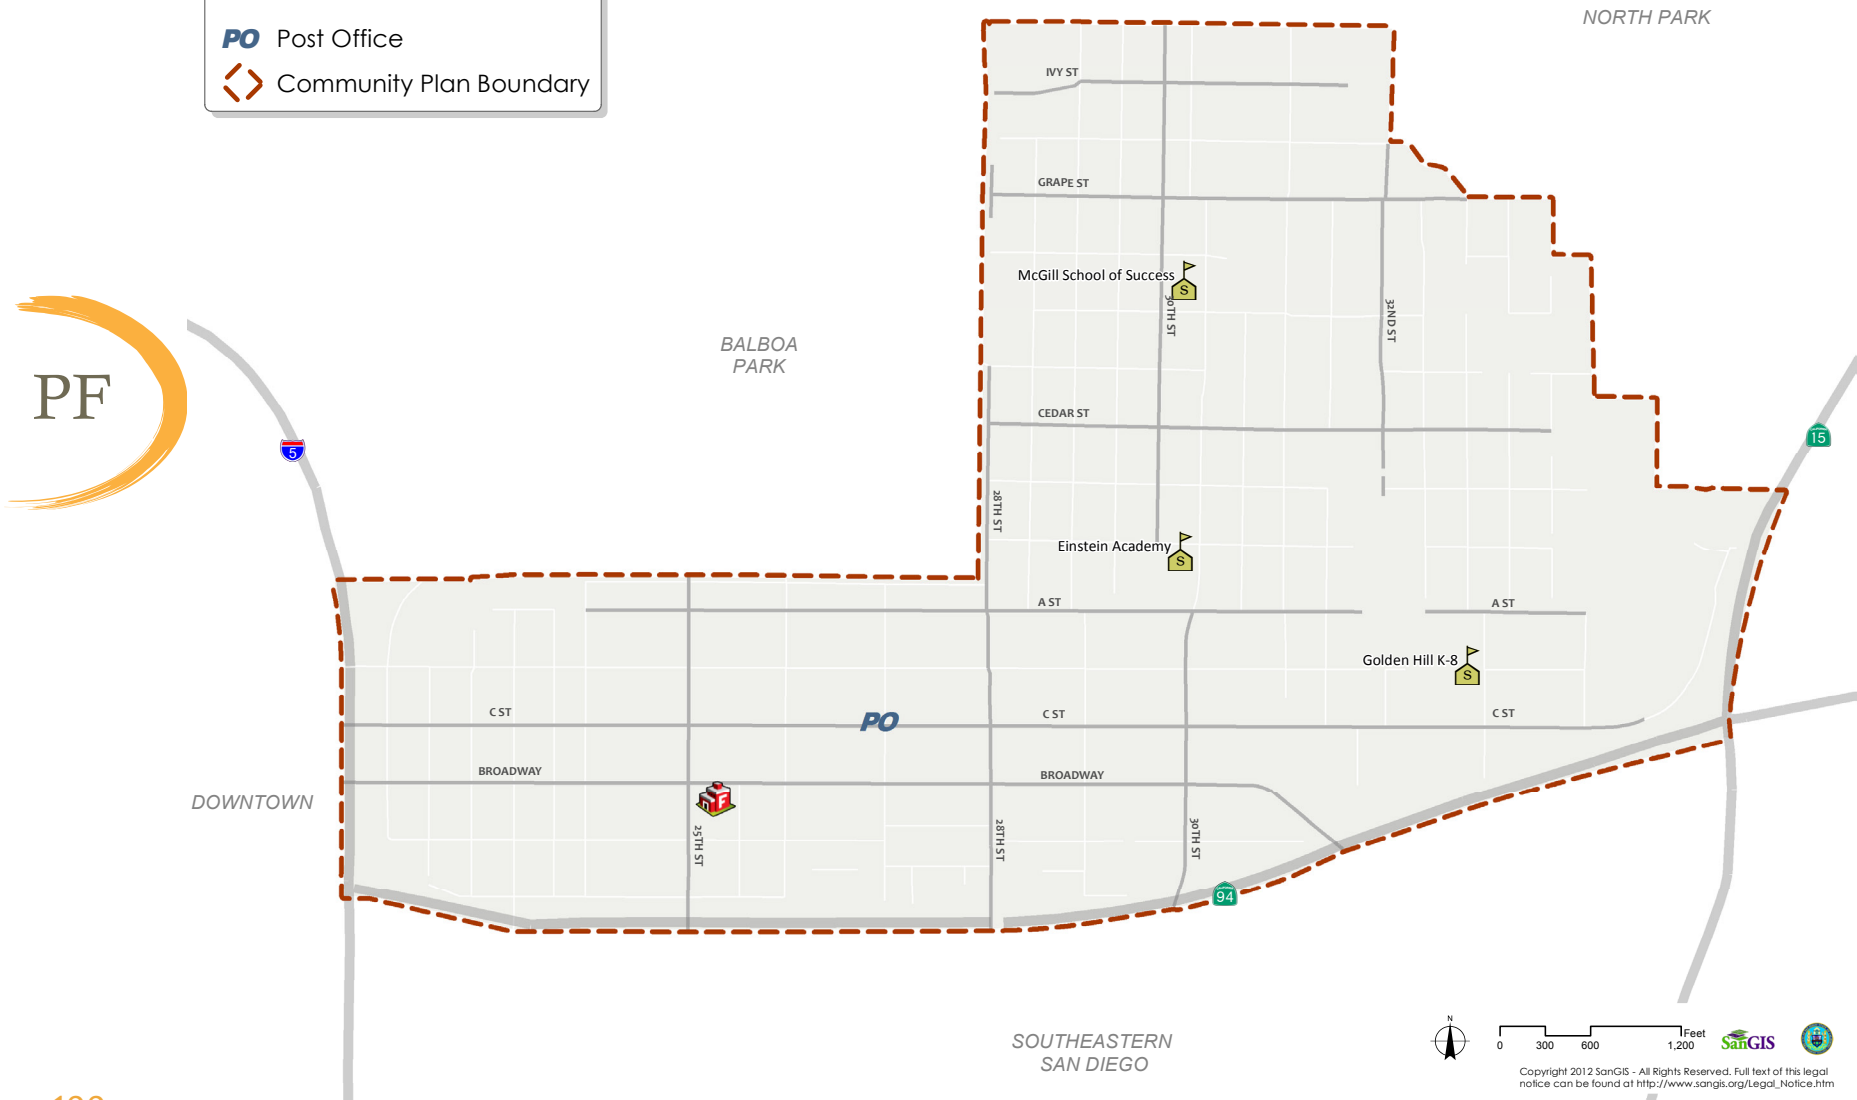 NORTH PARK
PO Post Office
Community Plan Boundary
IVY ST
GRAPE ST
McGill School of Success
S
30TH ST
32ND ST
BALBOA
PARK
PF
CEDAR ST
5
15
28TH ST
Einstein Academy
S
A ST
A ST
Golden Hill K-8
S
C ST
PO
C ST
C ST
BROADWAY
BROADWAY
DOWNTOWN
F
25TH ST
28TH ST
30TH ST
94
SOUTHEASTERN
SAN DIEGO
N
Feet
0 300 600 1,200
SanGIS
Copyright 2012 SanGIS - All Rights Reserved. Full text of this legal
notice can be found at http://www.sangis.org/Legal_Notice.htm